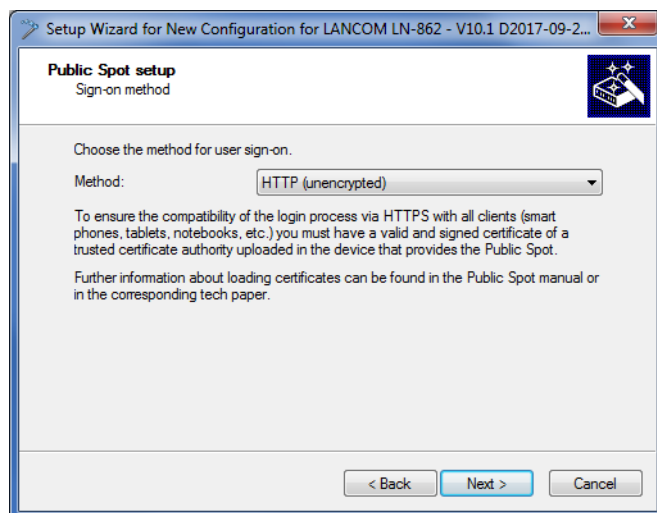 Setup Wizard for New Configuration for LANCOM LN-862 - V10.1 D2017-09-2...
Public Spot setup
Sign-on method
Choose the method for user sign-on.
Method:
HTTP (unencrypted)
To ensure the compatibility of the login process via HTTPS with all clients (smart
phones, tablets, notebooks, etc.) you must have a valid and signed certificate of a
trusted certificate authority uploaded in the device that provides the Public Spot.
Further information about loading certificates can be found in the Public Spot manual or
in the corresponding tech paper.
< Back
Next >
Cancel